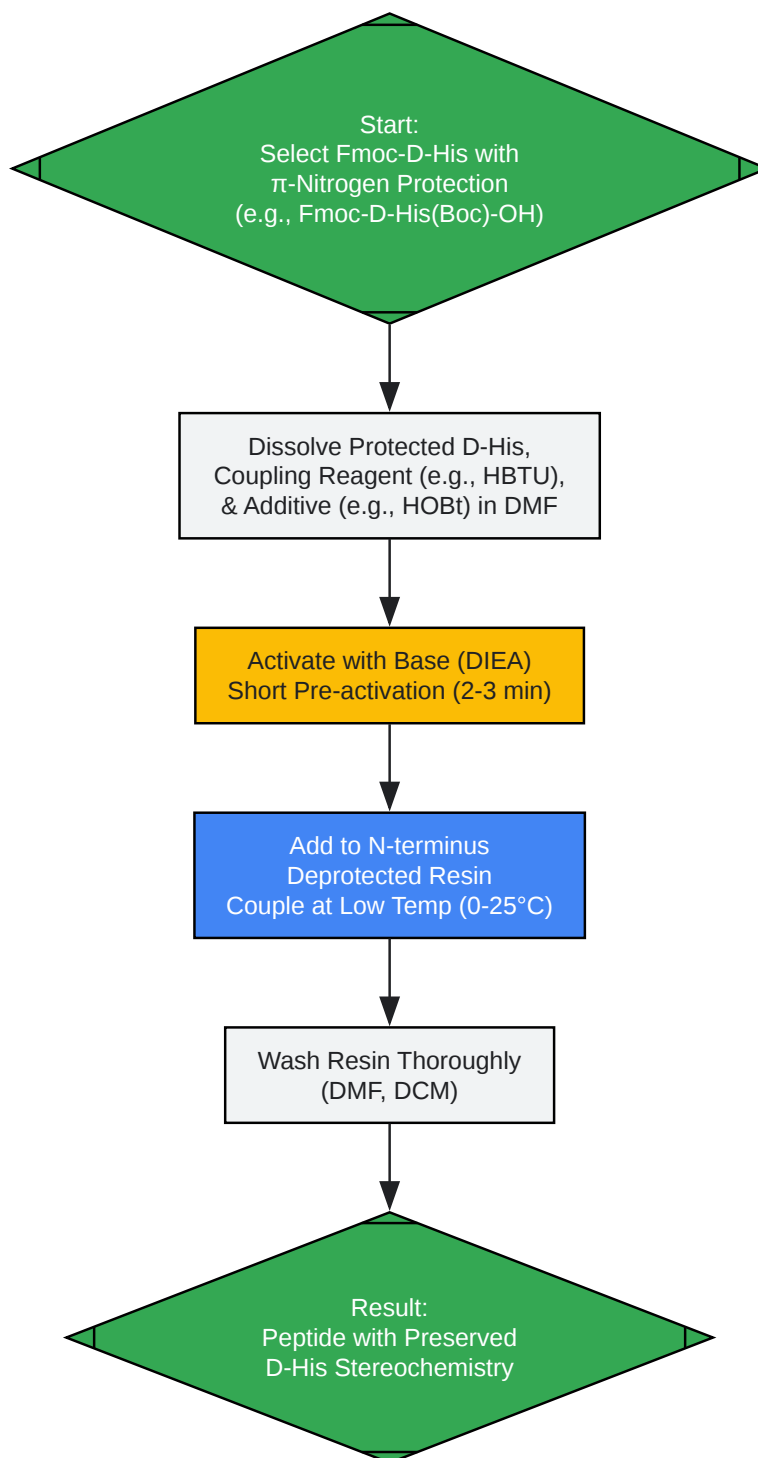 Start:
Select Fmoc-D-His with
π-Nitrogen Protection
(e.g., Fmoc-D-His(Boc)-OH)
Dissolve Protected D-His,
Coupling Reagent (e.g., HBTU),
& Additive (e.g., HOBt) in DMF
Activate with Base (DIEA)
Short Pre-activation (2-3 min)
Add to N-terminus
Deprotected Resin
Couple at Low Temp (0-25°C)
Wash Resin Thoroughly
(DMF, DCM)
Result:
Peptide with Preserved
D-His Stereochemistry